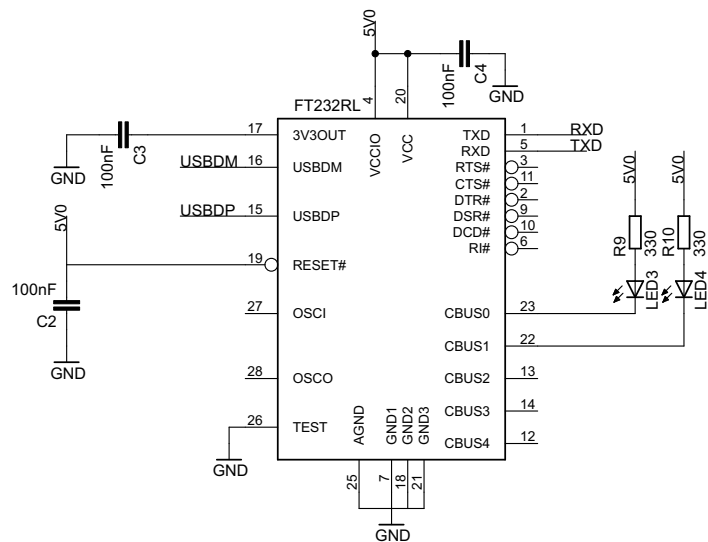 5V0
C4
100nF
GND
FT232RL
4
20
VCCIO
VCC
17
3V3OUT
C3
100nF
GND
USBDM
16
USBDM
USBDP
15
USBDP
5V0
19
RESET#
100nF
C2
GND
27
OSCI
28
OSCO
26
TEST
GND
TXD
1
RXD
RXD
5
TXD
RTS#
3
CTS#
11
DTR#
2
DSR#
9
DCD#
10
RI#
6
5V0
5V0
R9
330
R10
330
LED3
LED4
CBUS0
23
CBUS1
22
CBUS2
13
CBUS3
14
CBUS4
12
AGND
GND1
GND2
GND3
25
7
18
21
GND